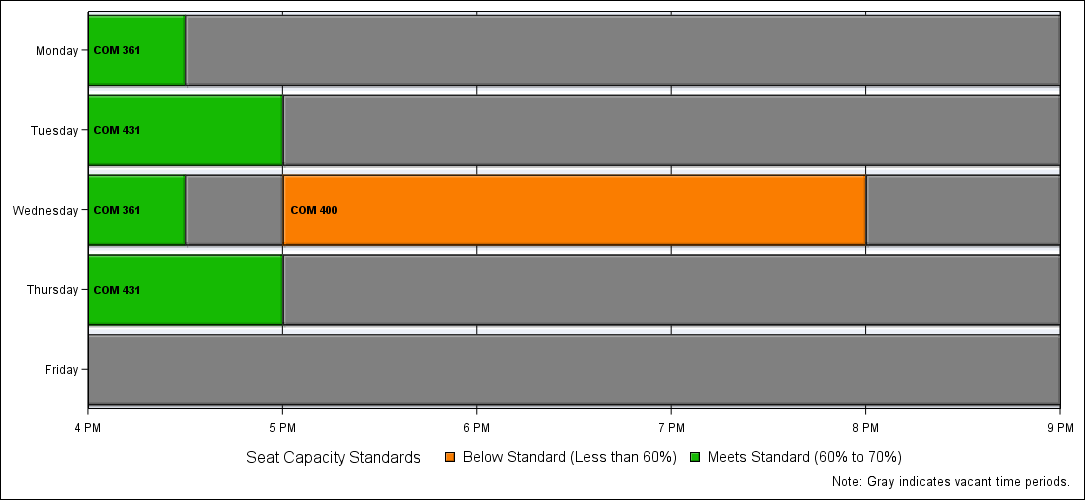 Monday COM 361
Tuesday COM 431
Wednesday COM 361 COM 400
Thursday COM 431
Friday
4 PM 5 PM 6 PM 7 PM 8 PM 9 PM
Seat Capacity Standards Below Standard (Less than 60%) Meets Standard (60% to 70%)
Note: Gray indicates vacant time periods.